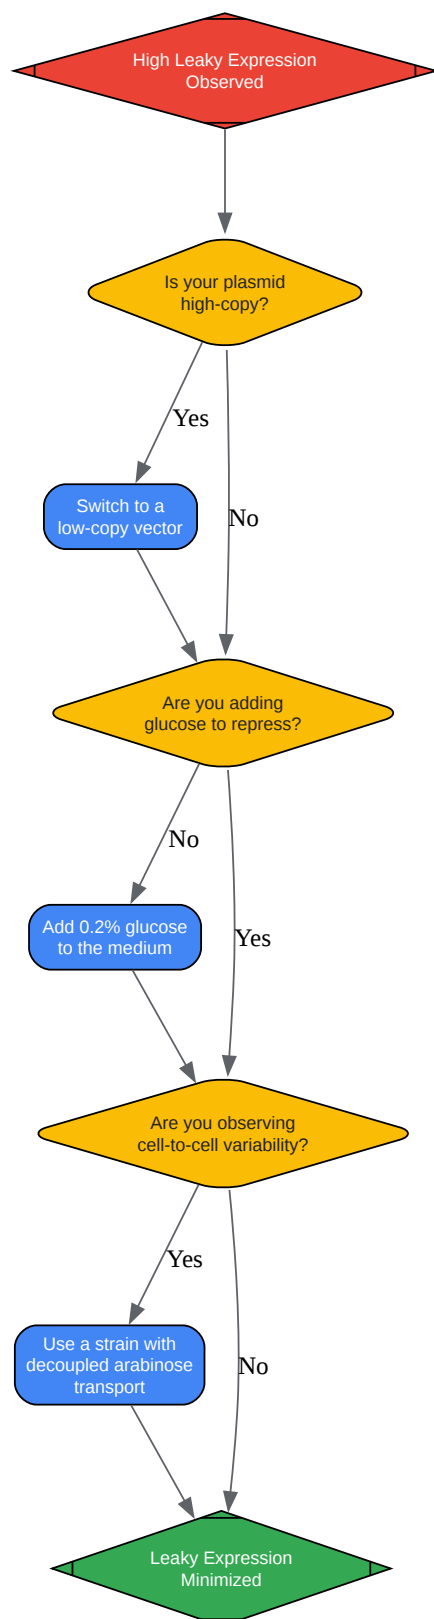 High Leaky Expression
Observed
Is your plasmid
high-copy?
Yes
Switch to a
low-copy vector
No
Are you adding
glucose to repress?
No
Add 0.2% glucose
to the medium
Yes
Are you observing
cell-to-cell variability?
Yes
Use a strain with
decoupled arabinose
transport
No
Leaky Expression
Minimized